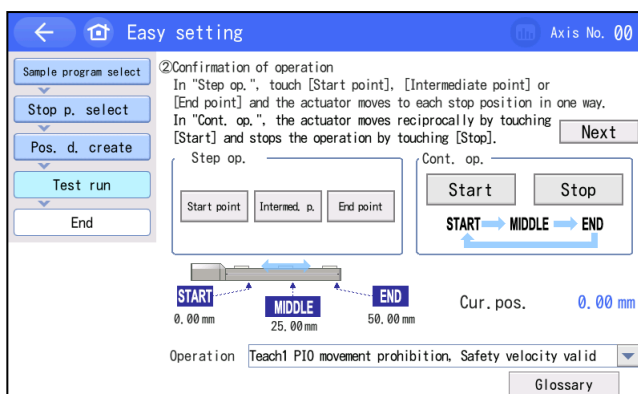 Easy setting
Axis No. 00
Sample program select
Stop p. select
Pos. d. create
Test run
End
②Confirmation of operation
In "Step op.", touch [Start point], [Intermediate point] or
[End point] and the actuator moves to each stop position in one way.
In "Cont. op.", the actuator moves reciprocally by touching
[Start] and stops the operation by touching [Stop].
Next
Step op.
Start point
Intermed. p.
End point
Cont. op.
Start
Stop
START MIDDLE END
START
MIDDLE
END
0.00 mm
25.00 mm
50.00 mm
Cur.pos. 0.00 mm
Operation Teach1 PIO movement prohibition, Safety velocity valid
Glossary